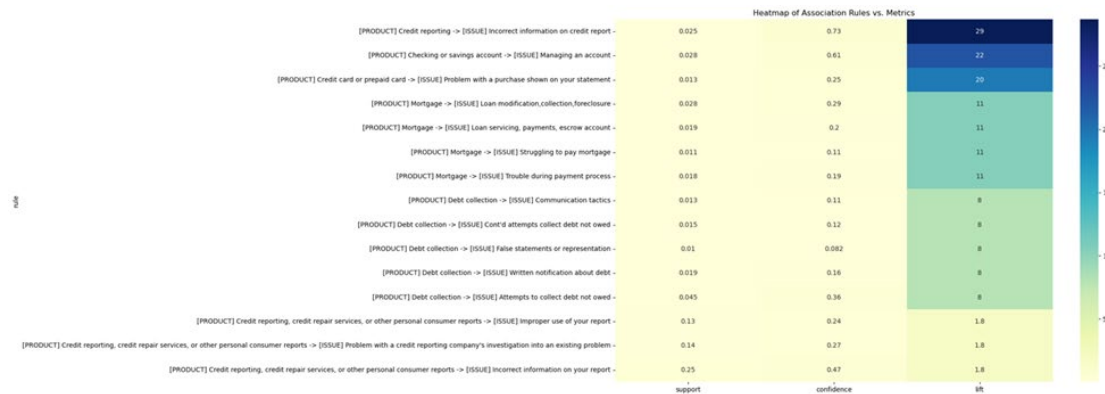 Heatmap of Association Rules vs. Metrics
[PRODUCT] Credit reporting -> [ISSUE] Incorrect information on credit report - 0.025 0.73 29
[PRODUCT] Checking or savings account -> [ISSUE] Managing an account - 0.028 0.61 22
[PRODUCT] Credit card or prepaid card -> [ISSUE] Problem with a purchase shown on your statement - 0.013 0.25 20
[PRODUCT] Mortgage -> [ISSUE] Loan modification,collection,foreclosure - 0.028 0.29 11
[PRODUCT] Mortgage -> [ISSUE] Loan servicing, payments, escrow account - 0.019 0.2 11
[PRODUCT] Mortgage -> [ISSUE] Struggling to pay mortgage - 0.011 0.11 11
[PRODUCT] Mortgage -> [ISSUE] Trouble during payment process - 0.018 0.19 11
[PRODUCT] Debt collection -> [ISSUE] Communication tactics - 0.013 0.11 8
rule
[PRODUCT] Debt collection -> [ISSUE] Cont'd attempts collect debt not owed - 0.015 0.12 8
[PRODUCT] Debt collection -> [ISSUE] False statements or representation - 0.01 0.082 8
[PRODUCT] Debt collection -> [ISSUE] Written notification about debt - 0.019 0.16 8
[PRODUCT] Debt collection -> [ISSUE] Attempts to collect debt not owed - 0.045 0.36 8
[PRODUCT] Credit reporting, credit repair services, or other personal consumer reports -> [ISSUE] Improper use of your report - 0.13 0.24 1.8
[PRODUCT] Credit reporting, credit repair services, or other personal consumer reports -> [ISSUE] Problem with a credit reporting company's investigation into an existing problem - 0.14 0.27 1.8
[PRODUCT] Credit reporting, credit repair services, or other personal consumer reports -> [ISSUE] Incorrect information on your report - 0.25 0.47 1.8
support confidence lift